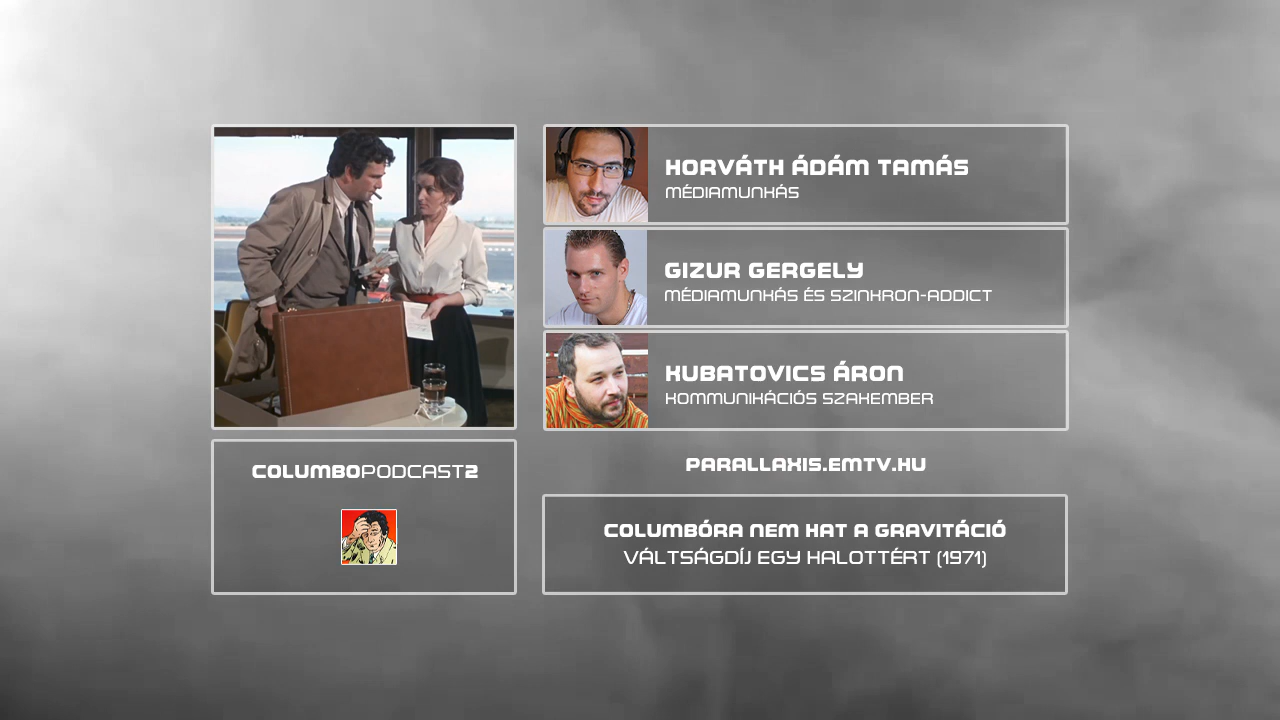 HORVÁTH ÁDÁM TAMÁS
MÉDIAMUNKÁS
GIZUR GERGELY
MÉDIAMUNKÁS ÉS SZINKRON-ADDICT
KUBATOVICS ÁRON
KOMMUNIKÁCIÓS SZAKEMBER
COLUMBOPODCAST2
PARALLAXIS.EMTV.HU
COLUMBÓRA NEM HAT A GRAVITÁCIÓ
VÁLTSÁGDÍJ EGY HALOTTÉRT (1971)